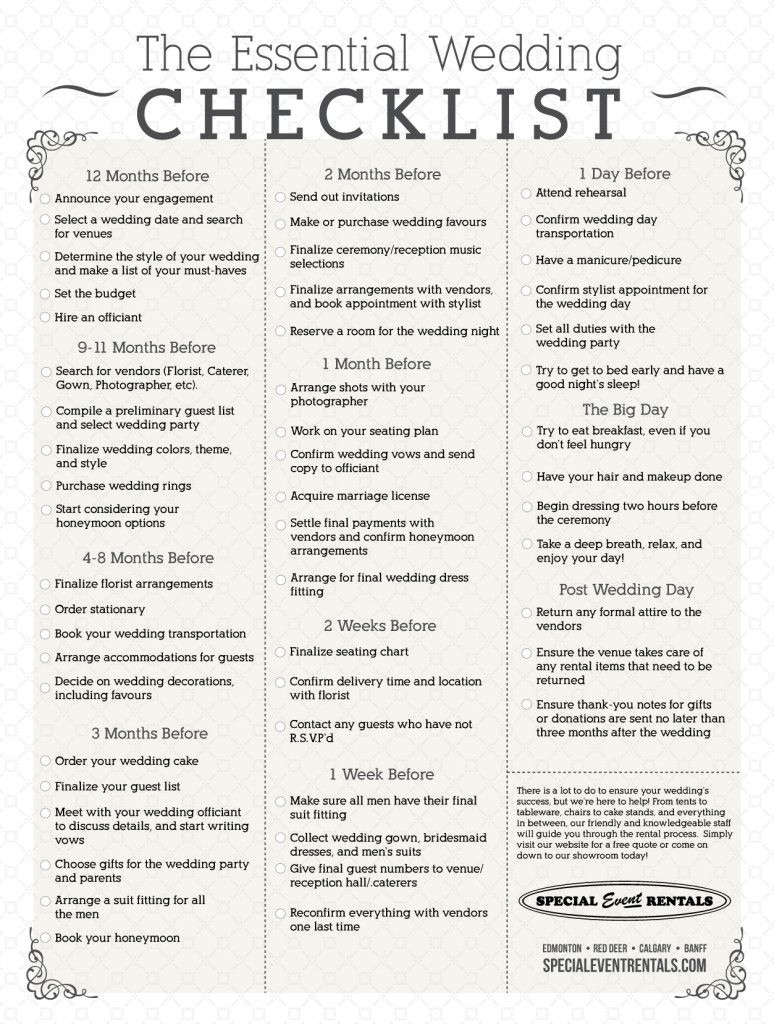 The Essential Wedding
CHECKLIST
12 Months Before
Announce your engagement
Select a wedding date and search
for venues
Determine the style of your wedding
and make a list of your must-haves
Set the budget
Hire an officiant
9-11 Months Before
Search for vendors (Florist, Caterer,
Gown, Photographer, etc).
Compile a preliminary guest list
and select wedding party
Finalize wedding colors, theme,
and style
Purchase wedding rings
Start considering your
honeymoon options
4-8 Months Before
Finalize florist arrangements
Order stationary
Book your wedding transportation
Arrange accommodations for guests
Decide on wedding decorations,
including favours
3 Months Before
Order your wedding cake
Finalize your guest list
Meet with your wedding officiant
to discuss details, and start writing
vows
Choose gifts for the wedding party
and parents
Arrange a suit fitting for all
the men
Book your honeymoon
2 Months Before
Send out invitations
Make or purchase wedding favours
Finalize ceremony/reception music
selections
Finalize arrangements with vendors,
and book appointment with stylist
Reserve a room for the wedding night
1 Month Before
Arrange shots with your
photographer
Work on your seating plan
Confirm wedding vows and send
copy to officiant
Acquire marriage license
Settle final payments with
vendors and confirm honeymoon
arrangements
Arrange for final wedding dress
fitting
2 Weeks Before
Finalize seating chart
Confirm delivery time and location
with florist
Contact any guests who have not
R.S.V.P'd
1 Week Before
Make sure all men have their final
suit fitting
Collect wedding gown, bridesmaid
dresses, and men's suits
Give final guest numbers to venue/
reception hall/.caterers
Reconfirm everything with vendors
one last time
1 Day Before
Attend rehearsal
Confirm wedding day
transportation
Have a manicure/pedicure
Confirm stylist appointment for
the wedding day
Set all duties with the
wedding party
Try to get to bed early and have a
good night's sleep!
The Big Day
Try to eat breakfast, even if you
don't feel hungry
Have your hair and makeup done
Begin dressing two hours before
the ceremony
Take a deep breath, relax, and
enjoy your day!
Post Wedding Day
Return any formal attire to the
vendors
Ensure the venue takes care of
any rental items that need to be
returned
Ensure thank-you notes for gifts
or donations are sent no later than
three months after the wedding
There is a lot to do to ensure your wedding's
success, but we're here to help! From tents to
tableware, chairs to cake stands, and everything
in between, our friendly and knowledgeable staff
will guide you through the rental process. Simply
visit our website for a free quote or come on
down to our showroom today!
SPECIAL Event RENTALS
EDMONTON • RED DEER • CALGARY • BANFF
SPECIALEVENTRENTALS.COM